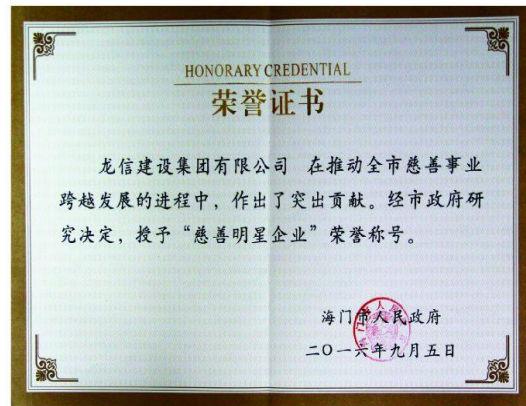 HONORARY CREDENTIAL
荣誉证书
龙信建设集团有限公司 在推动全市慈善事业
跨越发展的进程中，作出了突出贡献。经市政府研
究决定，授予“慈善明星企业”荣誉称号。
海门市人民政府
二〇一六年九月五日